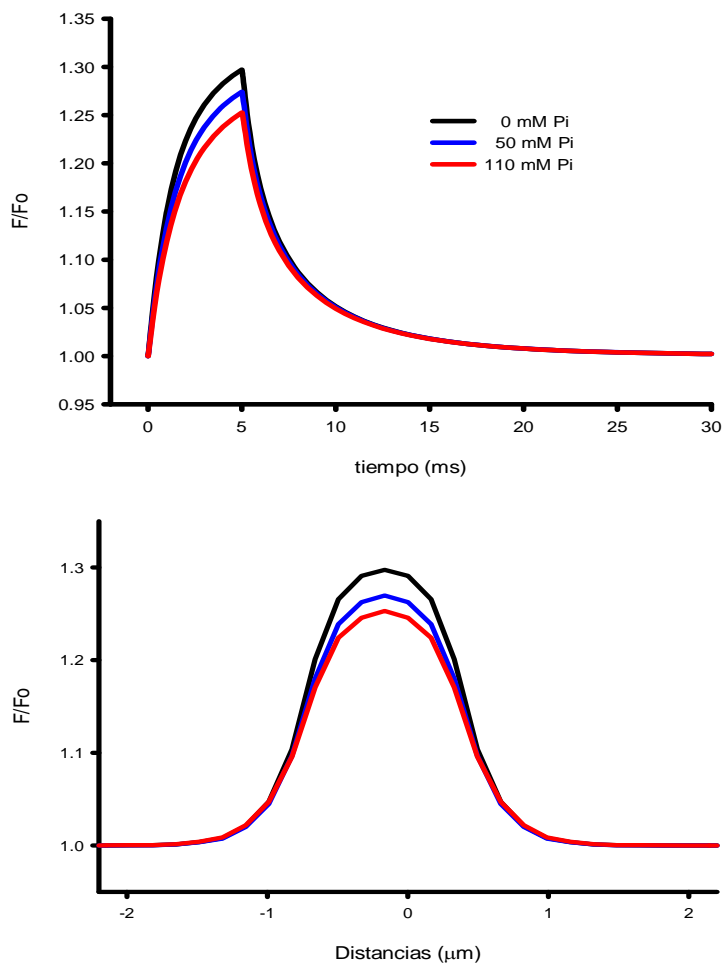 1.35
1.30
1.25
1.20
1.15
1.10
1.05
1.00
0.95
F/Fo
0 mM Pi
50 mM Pi
110 mM Pi
0 5 10 15 20 25 30
tiempo (ms)
1.3
1.2
1.1
1.0
F/Fo
-2 -1 0 1 2
Distancias (μm)